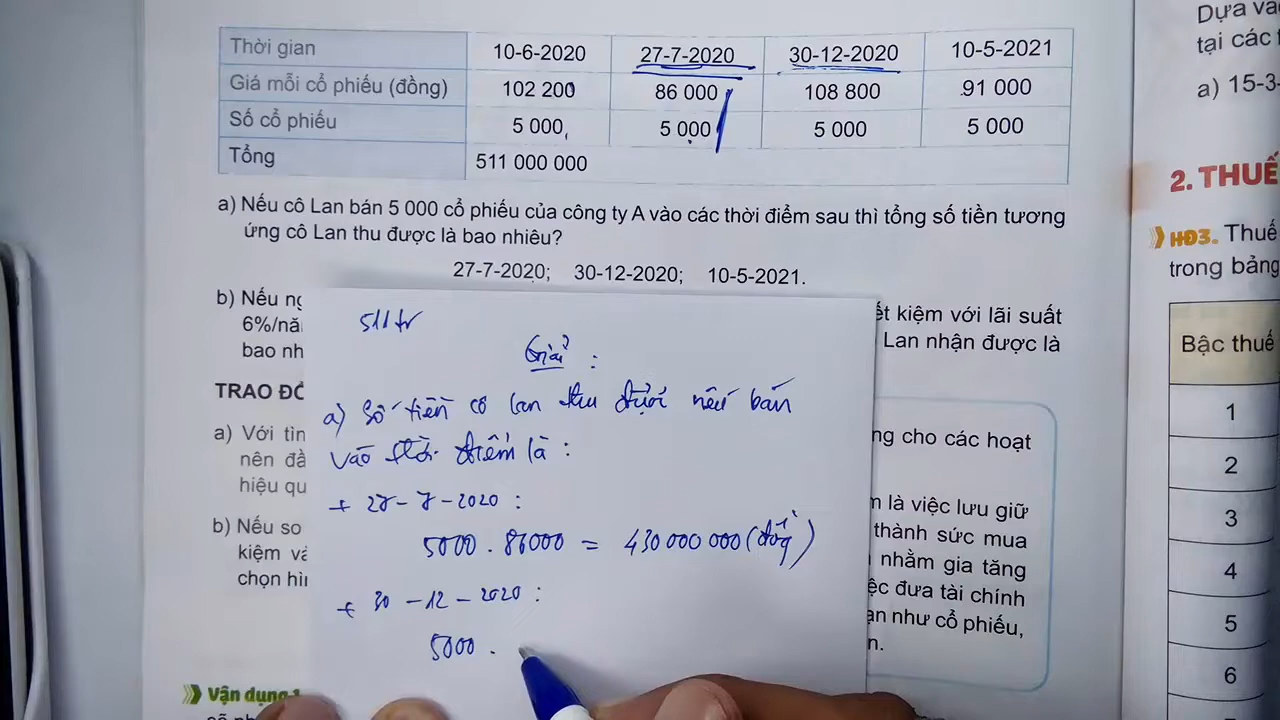 Thời gian 10-6-2020 27-7-2020 30-12-2020 10-5-2021
Giá mỗi cổ phiếu (đồng) 102 200 86 000 108 800 91 000
Số cổ phiếu 5 000 5 000 5 000 5 000
Tổng 511 000 000
a) Nếu cô Lan bán 5 000 cổ phiếu của công ty A vào các thời điểm sau thì tổng số tiền tương
ứng cô Lan thu được là bao nhiêu?
27-7-2020; 30-12-2020; 10-5-2021.
b) Nếu
6%/nă
bao nh
ết kiệm với lãi suất
Lan nhận được là
TRAO ĐỔ
a) Với tìn
nên đầ
hiệu qu
b) Nếu so
kiệm và
chọn hìn
ng cho các hoạt
m là việc lưu giữ
thành sức mua
nhằm gia tăng
ệc đưa tài chính
ạn như cổ phiếu,
n.
Vận dụng 1
511 tr
Giải :
a) Số tiền cô Lan thu được nếu bán
vào thời điểm là :
+ 27-7-2020 :
5000 . 86000 = 430 000 000 (đồng)
+ 30-12-2020 :
5000 .
Dựa và
tại các
a) 15-3-
2. THUẾ
HĐ3. Thuế
trong bảng
Bậc thuế
1
2
3
4
5
6